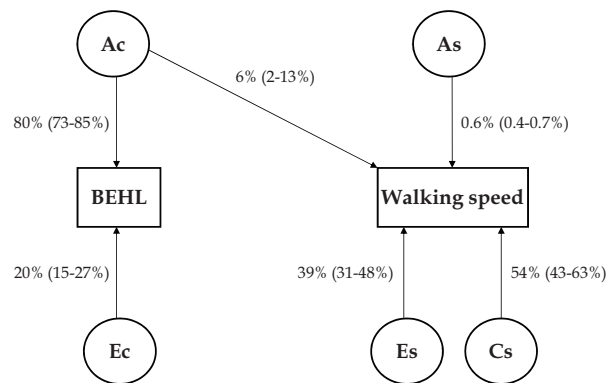 Ac
As
6% (2-13%)
80% (73-85%)
0.6% (0.4-0.7%)
BEHL
Walking speed
20% (15-27%)
39% (31-48%)
54% (43-63%)
Ec
Es
Cs